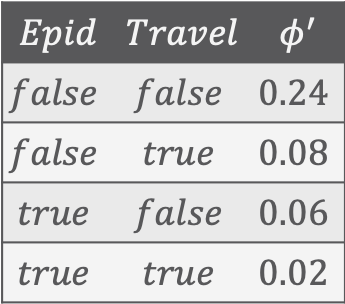 Epid Travel ϕ′
false false 0.24
false true 0.08
true false 0.06
true true 0.02